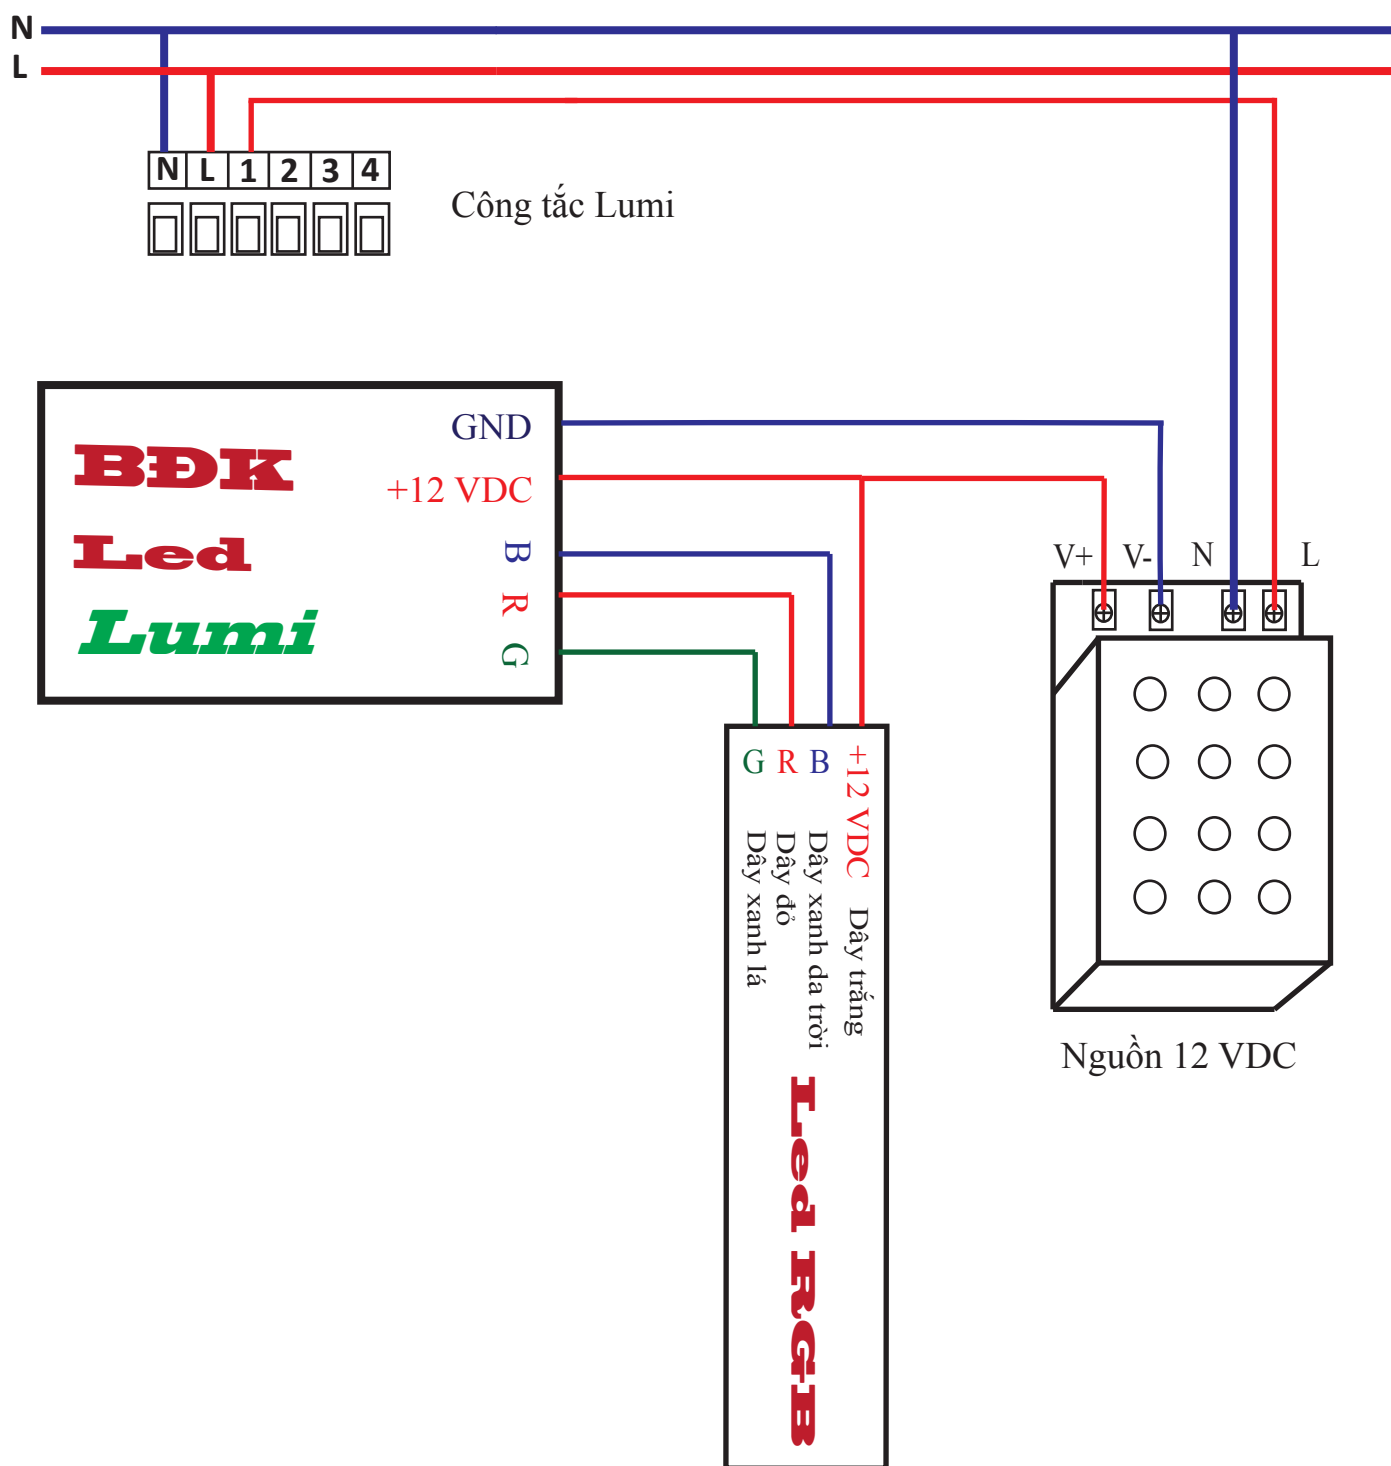 N
L
N L 1 2 3 4
Công tắc Lumi
BĐK
Led
Lumi
GND
+12 VDC
B
R
G
V+ V- N L
Nguồn 12 VDC
G R B +12 VDC
Dây xanh lá
Dây đỏ
Dây xanh da trời
Dây trắng
Led RGB